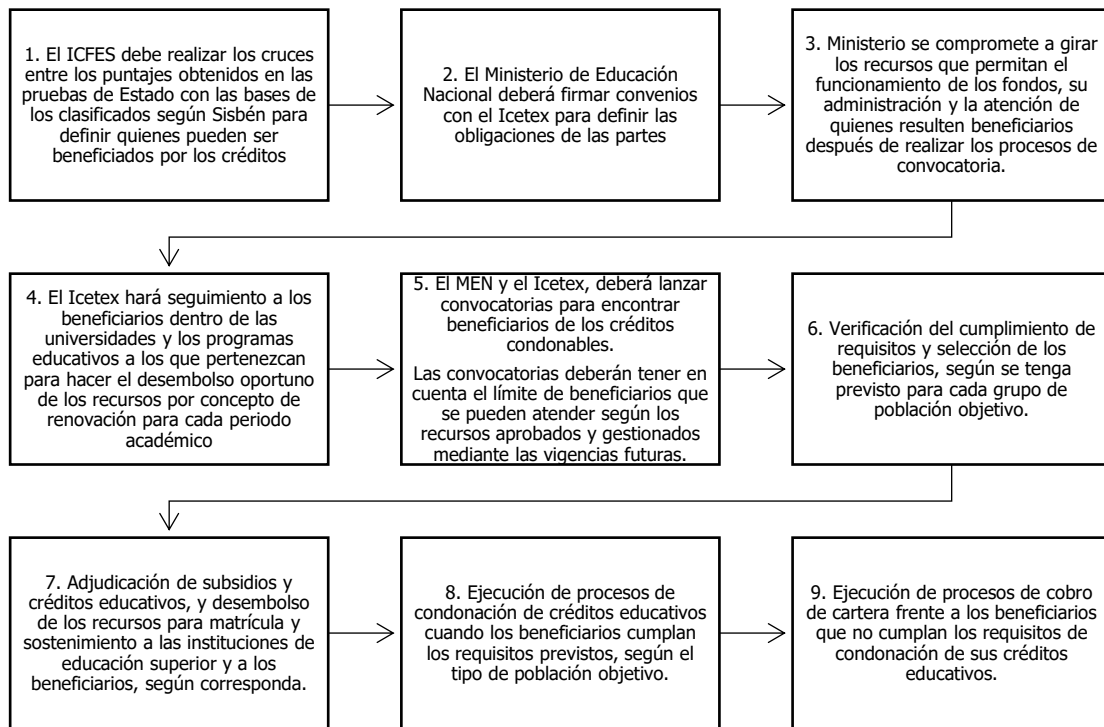 1. El ICFES debe realizar los cruces
entre los puntajes obtenidos en las
pruebas de Estado con las bases de
los clasificados según Sisbén para
definir quienes pueden ser
beneficiados por los créditos
2. El Ministerio de Educación
Nacional deberá firmar convenios
con el Icetex para definir las
obligaciones de las partes
3. Ministerio se compromete a girar
los recursos que permitan el
funcionamiento de los fondos, su
administración y la atención de
quienes resulten beneficiarios
después de realizar los procesos de
convocatoria.
4. El Icetex hará seguimiento a los
beneficiarios dentro de las
universidades y los programas
educativos a los que pertenezcan
para hacer el desembolso oportuno
de los recursos por concepto de
renovación para cada periodo
académico
5. El MEN y el Icetex, deberá lanzar
convocatorias para encontrar
beneficiarios de los créditos
condonables.
Las convocatorias deberán tener en
cuenta el límite de beneficiarios que
se pueden atender según los
recursos aprobados y gestionados
mediante las vigencias futuras.
6. Verificación del cumplimiento de
requisitos y selección de los
beneficiarios, según se tenga
previsto para cada grupo de
población objetivo.
7. Adjudicación de subsidios y
créditos educativos, y desembolso
de los recursos para matrícula y
sostenimiento a las instituciones de
educación superior y a los
beneficiarios, según corresponda.
8. Ejecución de procesos de
condonación de créditos educativos
cuando los beneficiarios cumplan
los requisitos previstos, según el
tipo de población objetivo.
9. Ejecución de procesos de cobro
de cartera frente a los beneficiarios
que no cumplan los requisitos de
condonación de sus créditos
educativos.